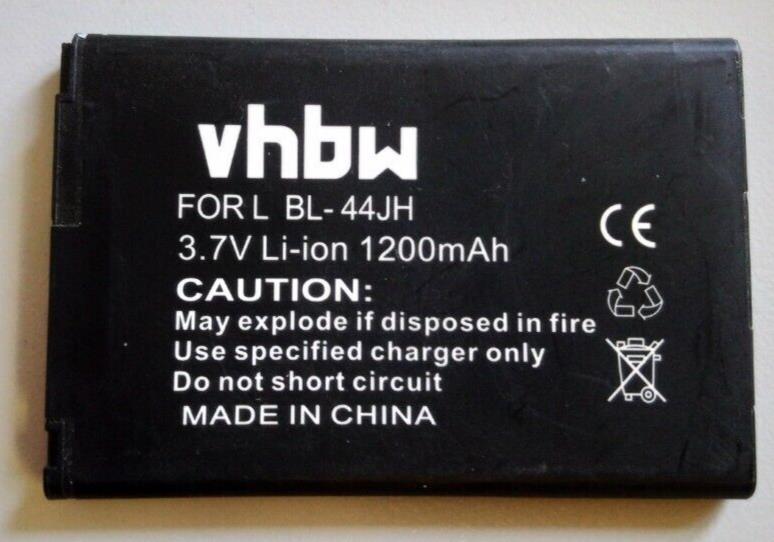 vhbw
FOR L BL-44JH
3.7V Li-ion 1200mAh
CAUTION:
May explode if disposed in fire
Use specified charger only
Do not short circuit
MADE IN CHINA
CE